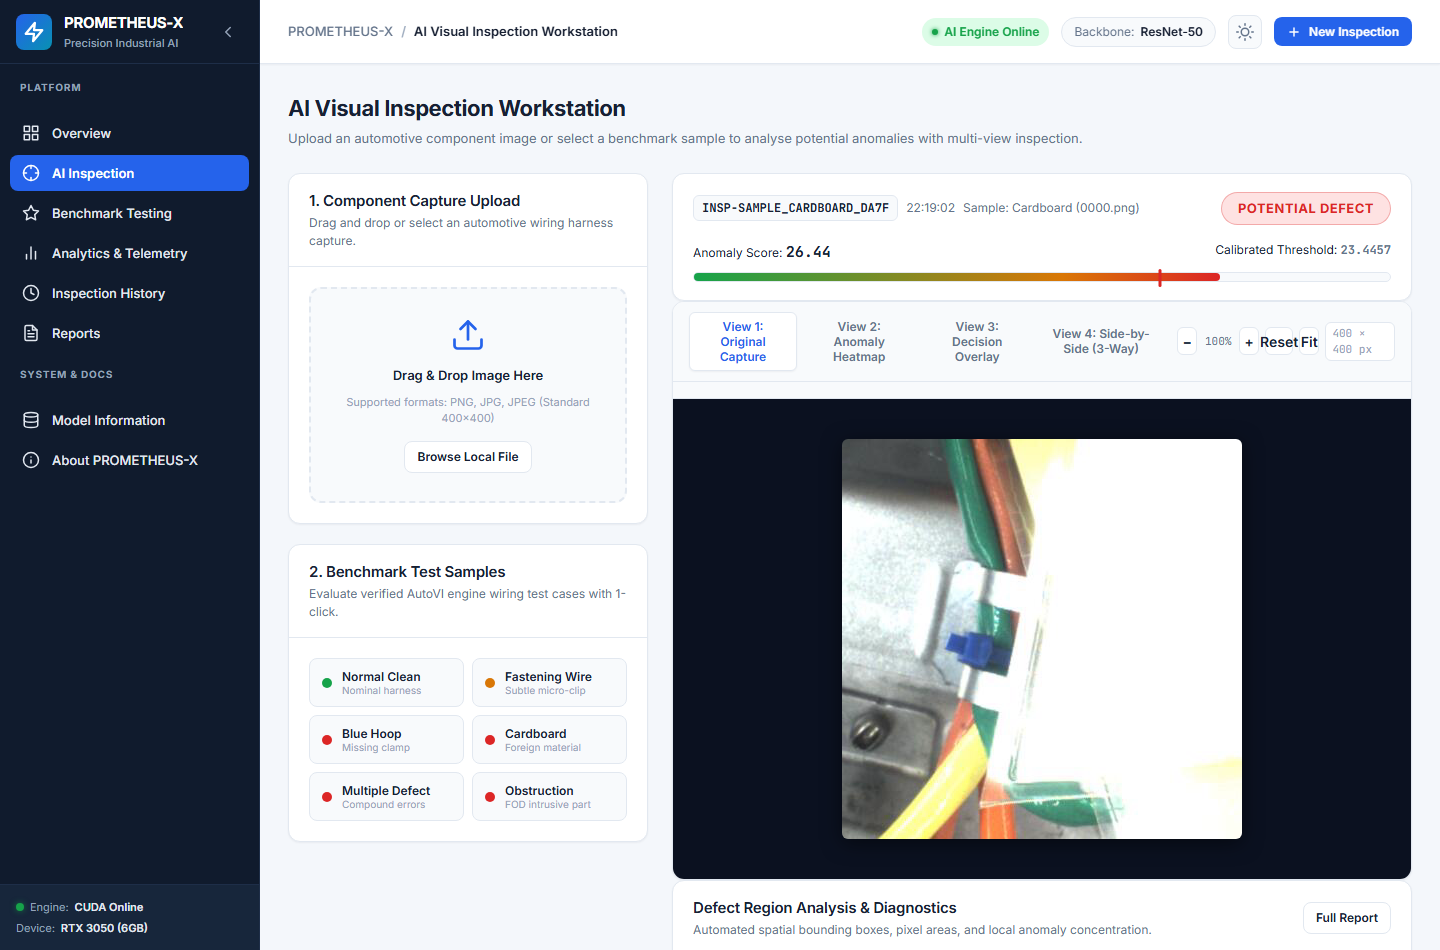 PROMETHEUS-X
Precision Industrial AI
PLATFORM
Overview
AI Inspection
Benchmark Testing
Analytics & Telemetry
Inspection History
Reports
SYSTEM & DOCS
Model Information
About PROMETHEUS-X
Engine: CUDA Online
Device: RTX 3050 (6GB)
PROMETHEUS-X / AI Visual Inspection Workstation
AI Engine Online
Backbone: ResNet-50
+ New Inspection
AI Visual Inspection Workstation
Upload an automotive component image or select a benchmark sample to analyse potential anomalies with multi-view inspection.
1. Component Capture Upload
Drag and drop or select an automotive wiring harness
capture.
Drag & Drop Image Here
Supported formats: PNG, JPG, JPEG (Standard
400×400)
Browse Local File
2. Benchmark Test Samples
Evaluate verified AutoVI engine wiring test cases with 1-
click.
Normal Clean
Nominal harness
Fastening Wire
Subtle micro-clip
Blue Hoop
Missing clamp
Cardboard
Foreign material
Multiple Defect
Compound errors
Obstruction
FOD intrusive part
INSP-SAMPLE_CARDBOARD_DA7F 22:19:02 Sample: Cardboard (0000.png)
POTENTIAL DEFECT
Anomaly Score: 26.44
Calibrated Threshold: 23.4457
View 1:
Original
Capture
View 2:
Anomaly
Heatmap
View 3:
Decision
Overlay
View 4: Side-by-
Side (3-Way)
− 100% + Reset Fit
400 ×
400 px
Defect Region Analysis & Diagnostics
Automated spatial bounding boxes, pixel areas, and local anomaly concentration.
Full Report